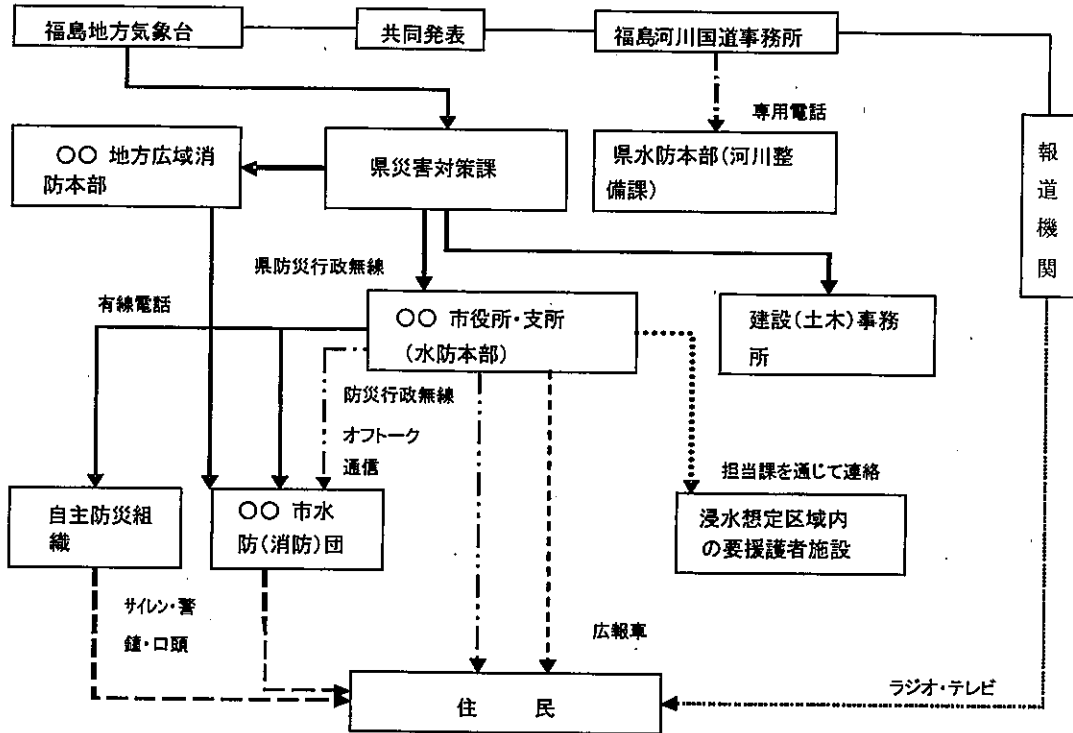 福島地方気象台
共同発表
福島河川国道事務所
専用電話
〇〇 地方広域消
防本部
県災害対策課
県水防本部(河川整
備課)
報道機関
県防災行政無線
有線電話
〇〇 市役所・支所
(水防本部)
建設(土木)事務
所
防災行政無線
オフトーク
通信
担当課を通じて連絡
自主防災組
織
〇〇 市水
防(消防)団
浸水想定区域内
の要援護者施設
サイレン・警
鐘・口頭
広報車
ラジオ・テレビ
住 民